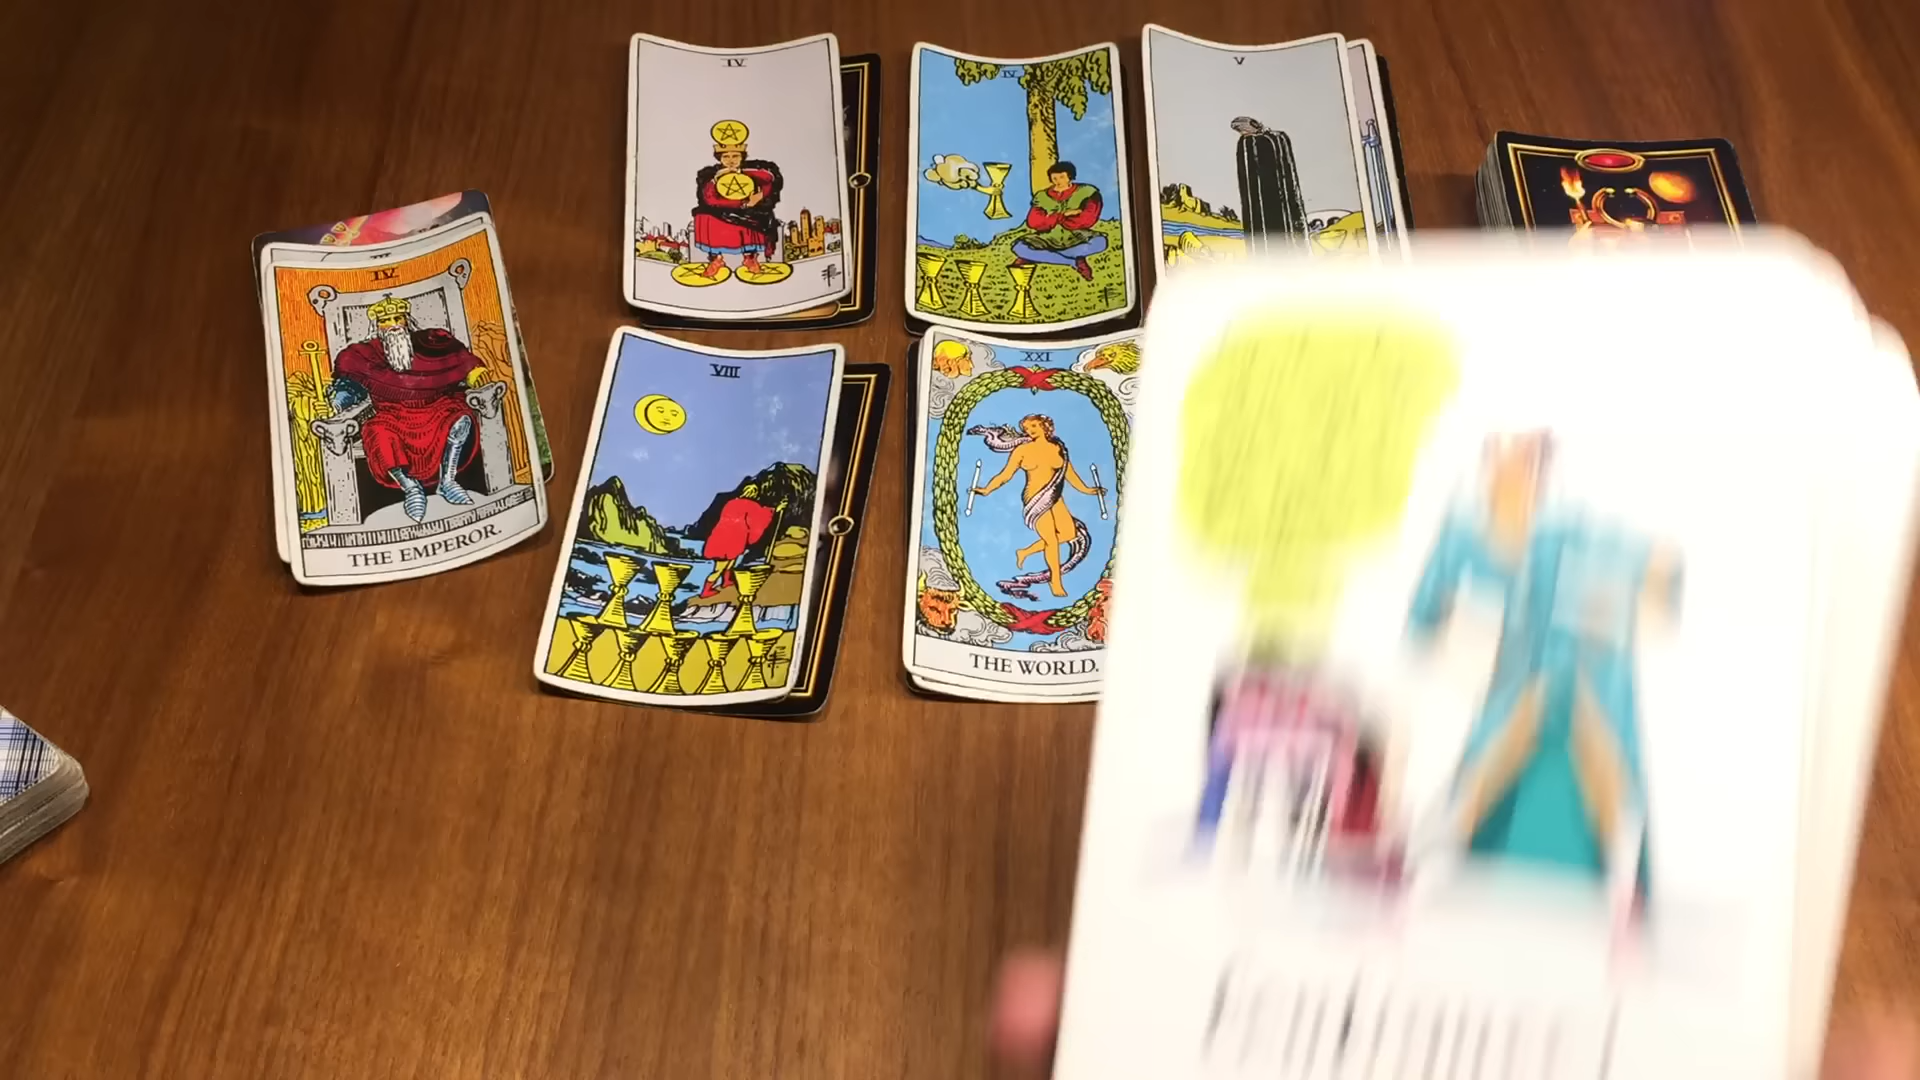 IV
IV
V
IV
THE EMPEROR.
VIII
XXI
THE WORLD.